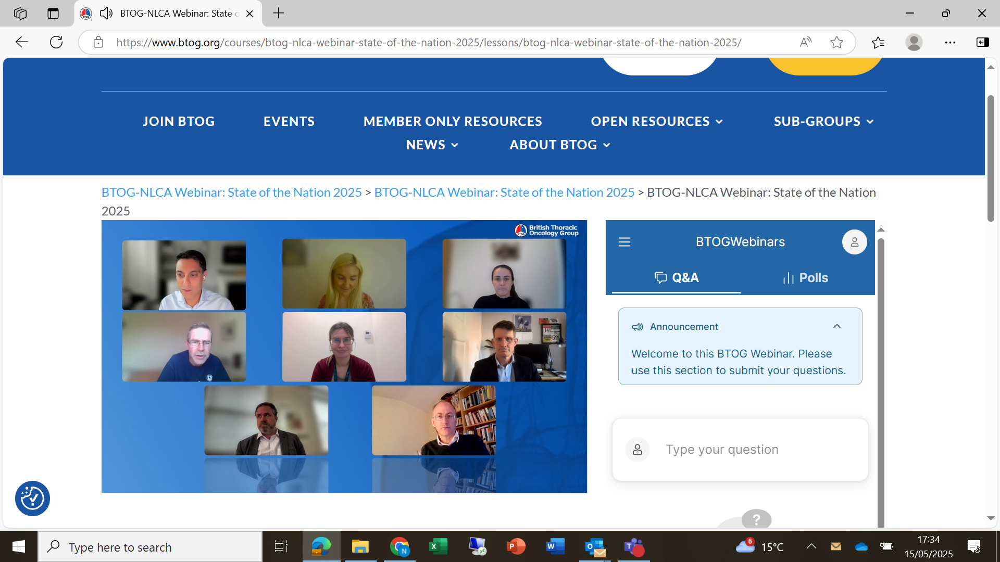 BTOG-NLCA Webinar: State o
https://www.btog.org/courses/btog-nlca-webinar-state-of-the-nation-2025/lessons/btog-nlca-webinar-state-of-the-nation-2025/
JOIN BTOG EVENTS MEMBER ONLY RESOURCES OPEN RESOURCES SUB-GROUPS
NEWS ABOUT BTOG
BTOG-NLCA Webinar: State of the Nation 2025 > BTOG-NLCA Webinar: State of the Nation 2025 > BTOG-NLCA Webinar: State of the Nation
2025
British Thoracic
Oncology Group
BTOGWebinars
Q&A Polls
Announcement
Welcome to this BTOG Webinar. Please
use this section to submit your questions.
Type your question
?
Type here to search
N
X
P
W
O
T
6
15°C
17:34
15/05/2025